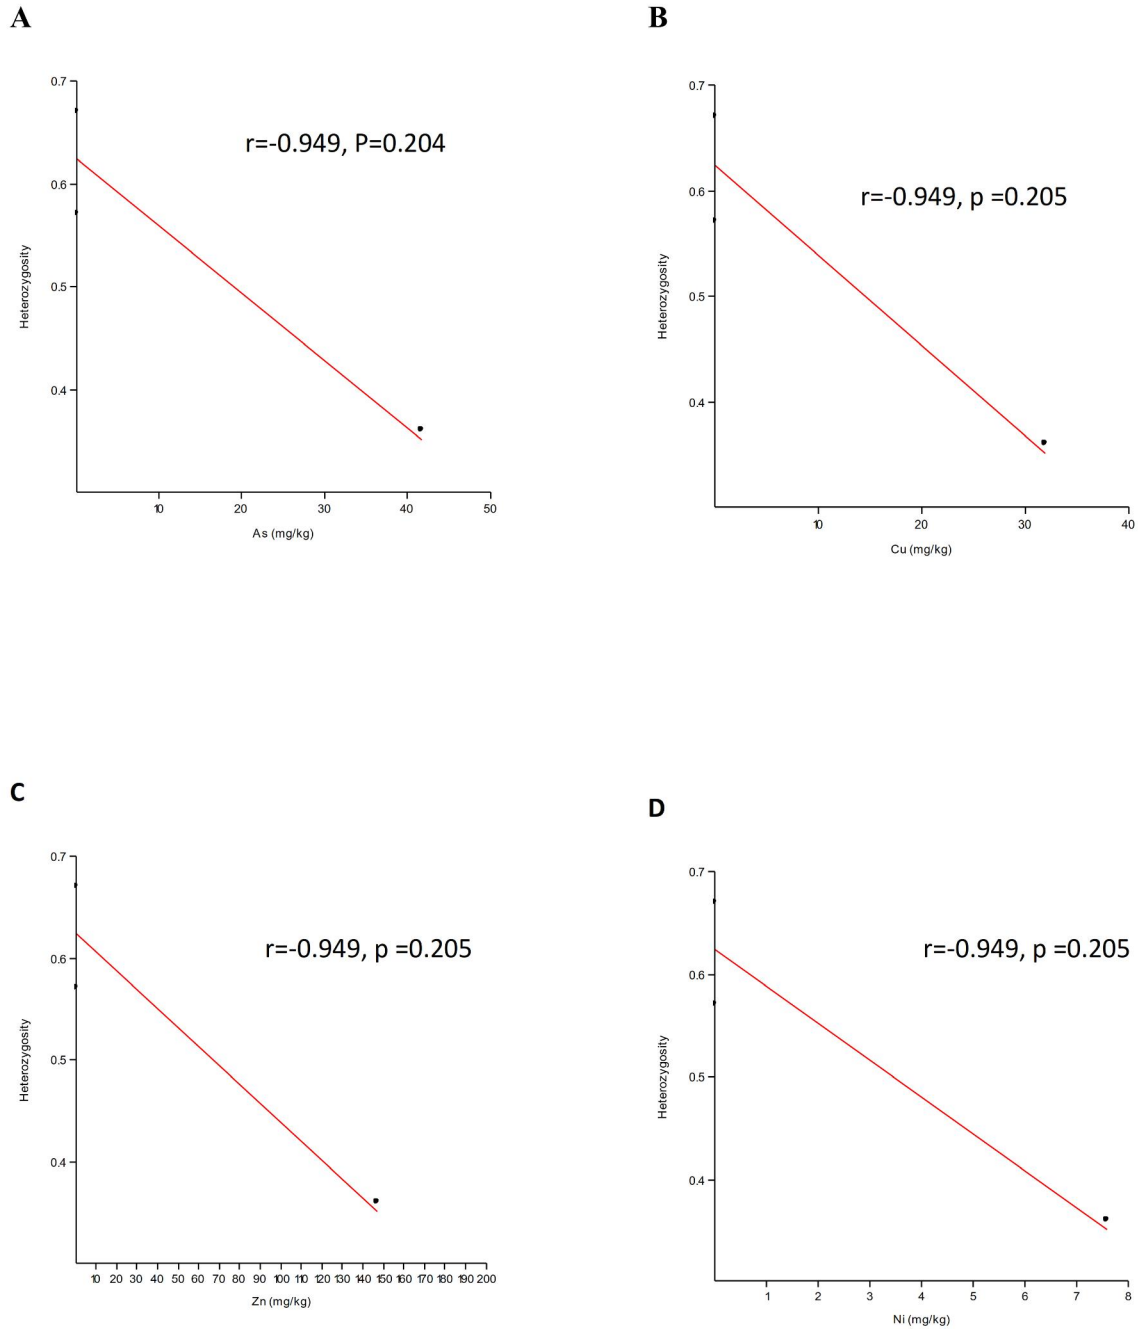 A
0.7
r=-0.949, P=0.204
0.6
0.5
0.4
Heterozygosity
10 20 30 40 50
As (mg/kg)
B
0.7
r=-0.949, p =0.205
0.6
0.5
0.4
Heterozygosity
10 20 30 40
Cu (mg/kg)
C
0.7
r=-0.949, p =0.205
0.6
0.5
0.4
Heterozygosity
10 20 30 40 50 60 70 80 90 100 110 120 130 140 150 160 170 180 190 200
Zn (mg/kg)
D
0.7
r=-0.949, p =0.205
0.6
0.5
0.4
Heterozygosity
1 2 3 4 5 6 7 8
Ni (mg/kg)